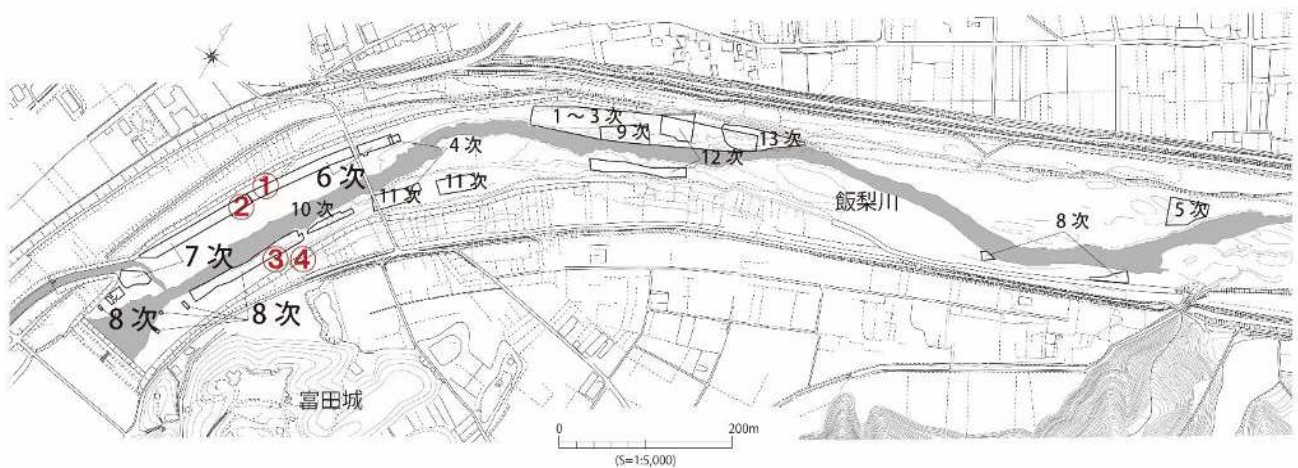 1～3次
9次
13次
4次
12次
①
6次
②
11次
11次
飯梨川
5次
10次
8次
7次
③④
8次
8次
富田城
0
200m
(S=1:5,000)